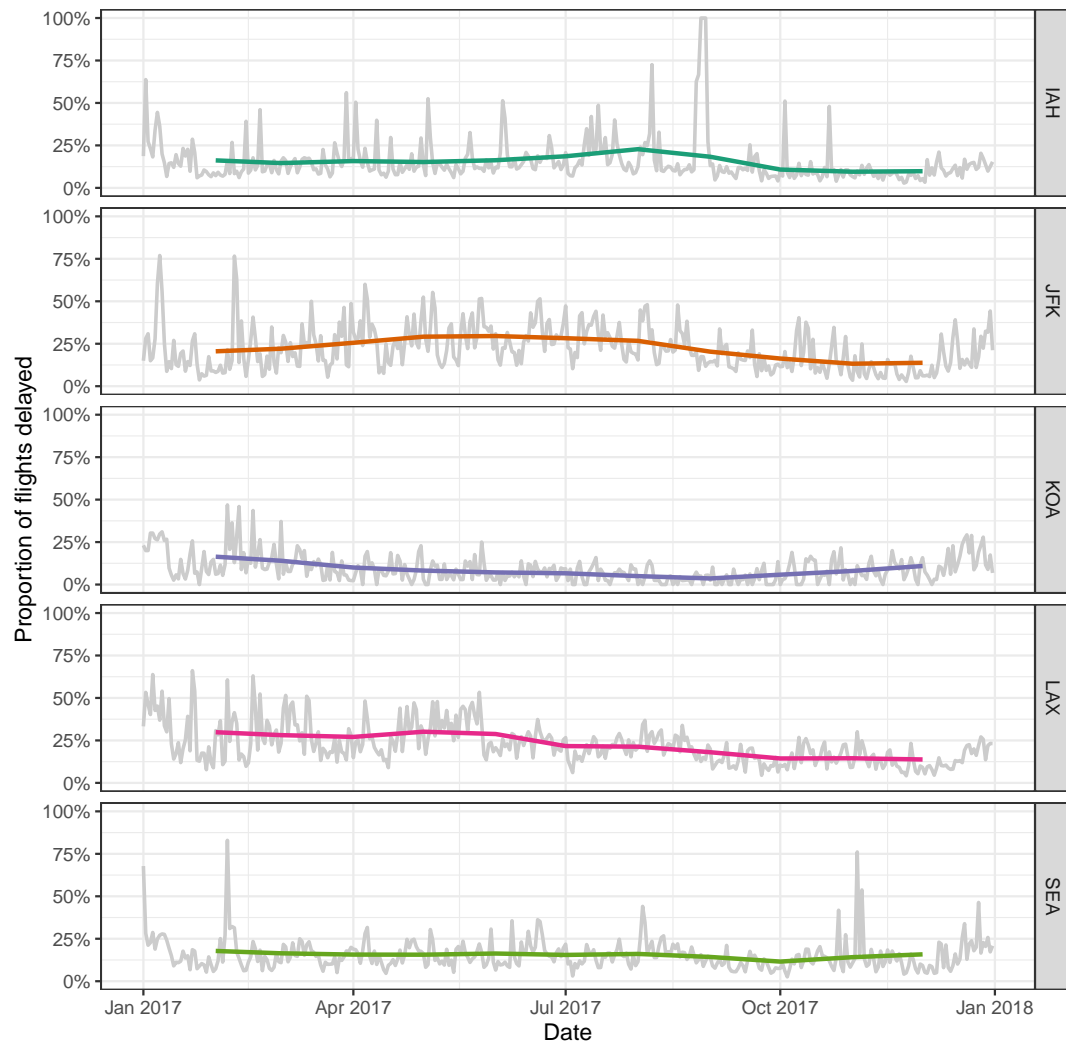 Proportion of flights delayed
100%
75%
50%
25%
0%
IAH
100%
75%
50%
25%
0%
JFK
100%
75%
50%
25%
0%
KOA
100%
75%
50%
25%
0%
LAX
100%
75%
50%
25%
0%
SEA
Jan 2017
Apr 2017
Jul 2017
Oct 2017
Jan 2018
Date